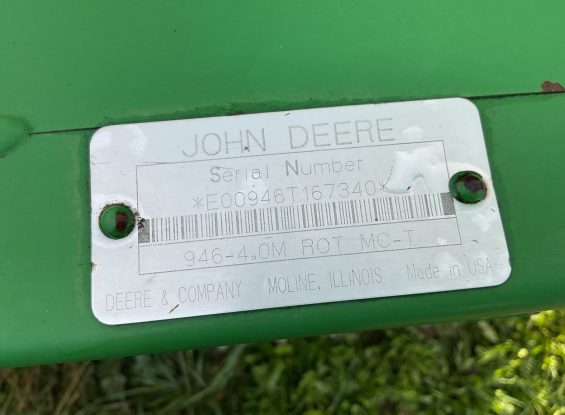 JOHN DEERE
Serial Number
*E00946T167340*
946-4.0M ROT MC-T
DEERE & COMPANY MOLINE, ILLINOIS Made in USA